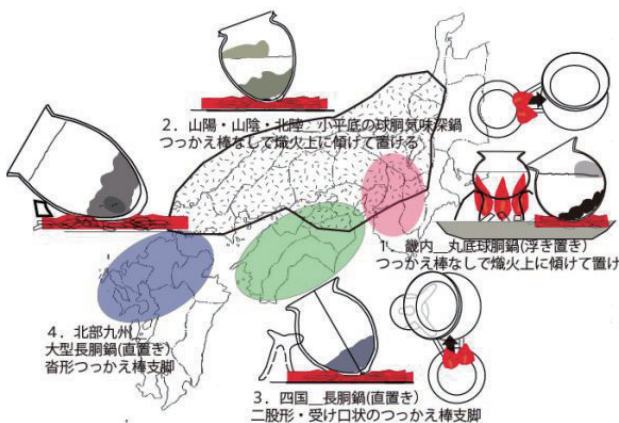 2．山陽・山陰・北陸＿小平底の球胴気味深鍋
つっかえ棒なしで熾火上に傾けて置ける
1．畿内＿丸底球胴鍋(浮き置き)
つっかえ棒なしで熾火上に傾けて置け
4．北部九州
大型長胴鍋(直置き)
沓形つっかえ棒支脚
3．四国＿長胴鍋(直置き)
二股形・受け口状のつっかえ棒支脚